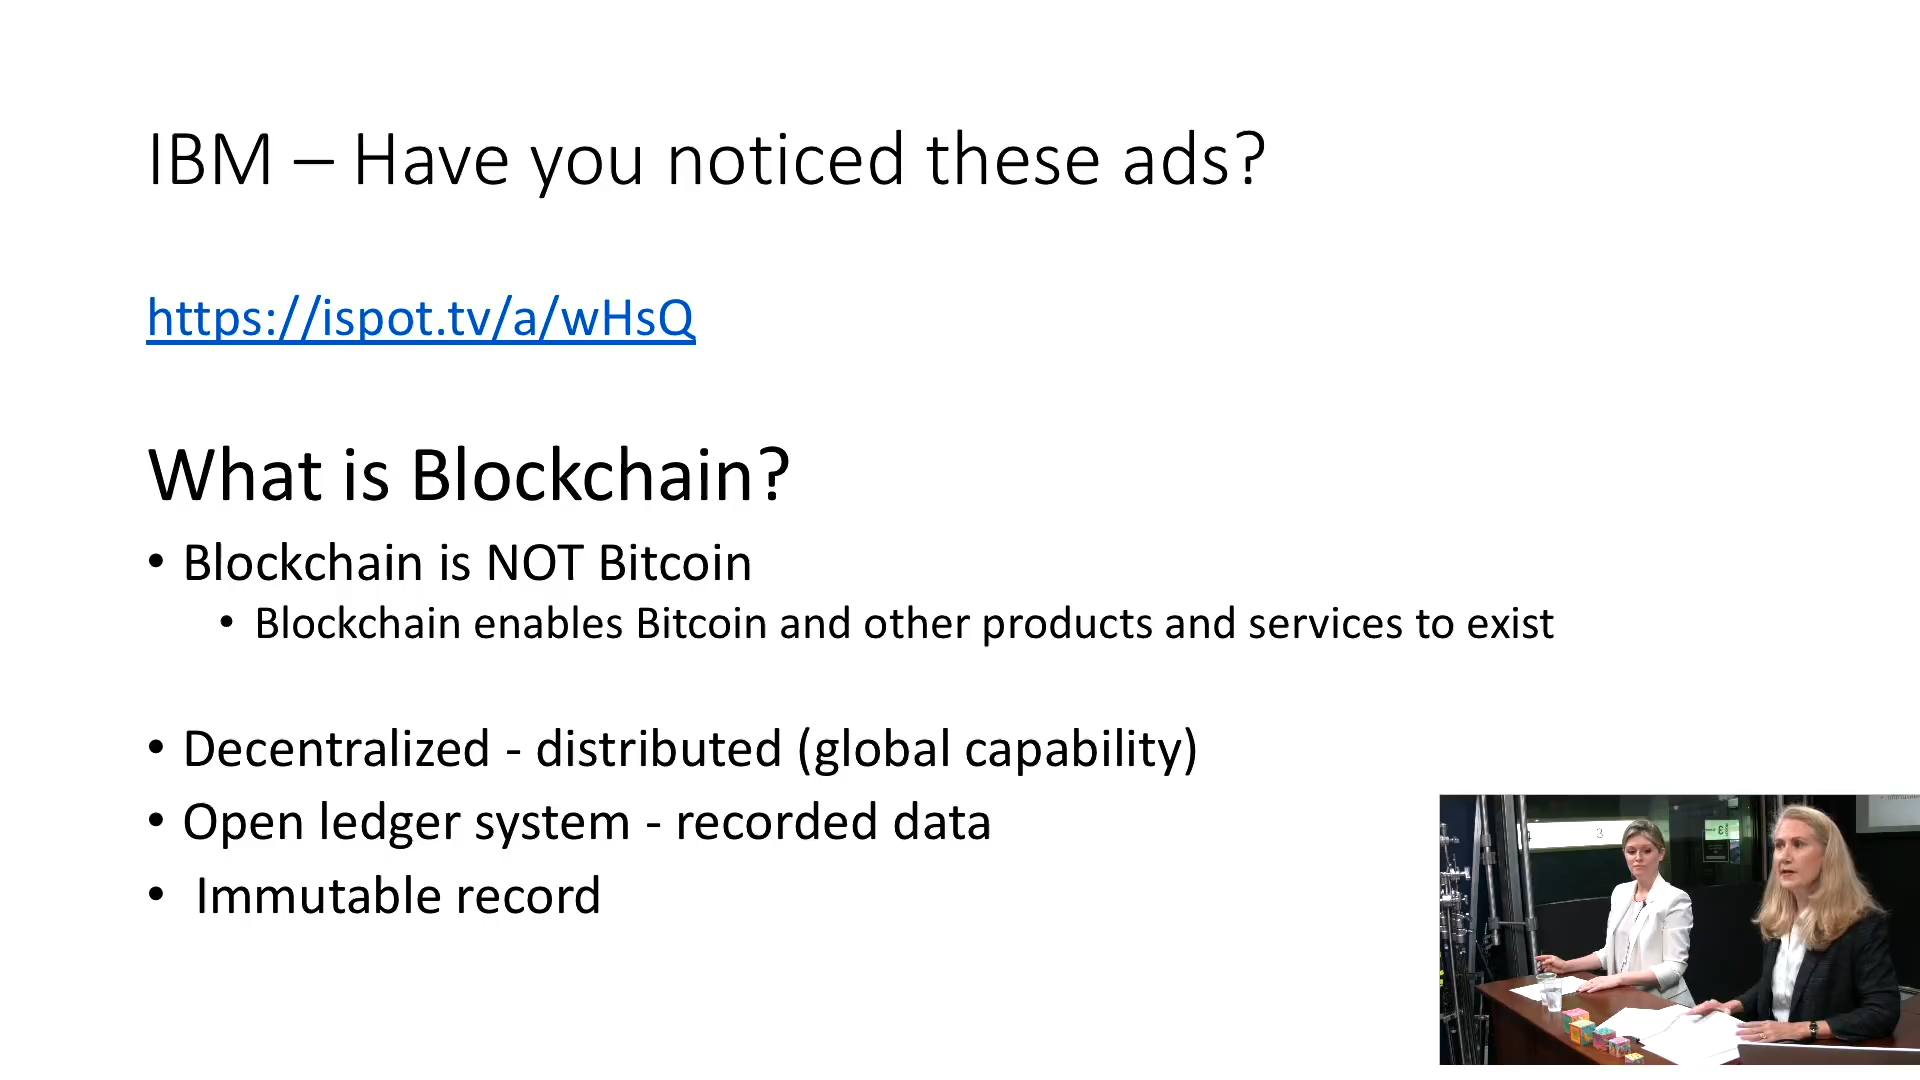 IBM – Have you noticed these ads?
https://ispot.tv/a/wHsQ
What is Blockchain?
• Blockchain is NOT Bitcoin
• Blockchain enables Bitcoin and other products and services to exist
• Decentralized - distributed (global capability)
• Open ledger system - recorded data
• Immutable record
3